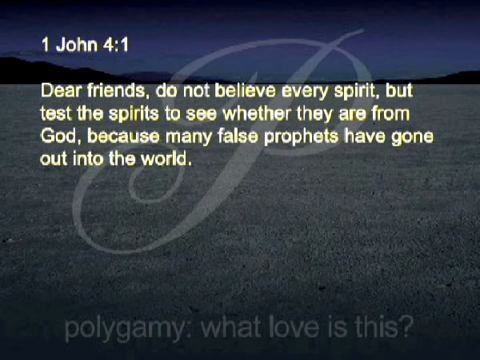 1 John 4:1
Dear friends, do not believe every spirit, but
test the spirits to see whether they are from
God, because many false prophets have gone
out into the world.
P
polygamy: what love is this?